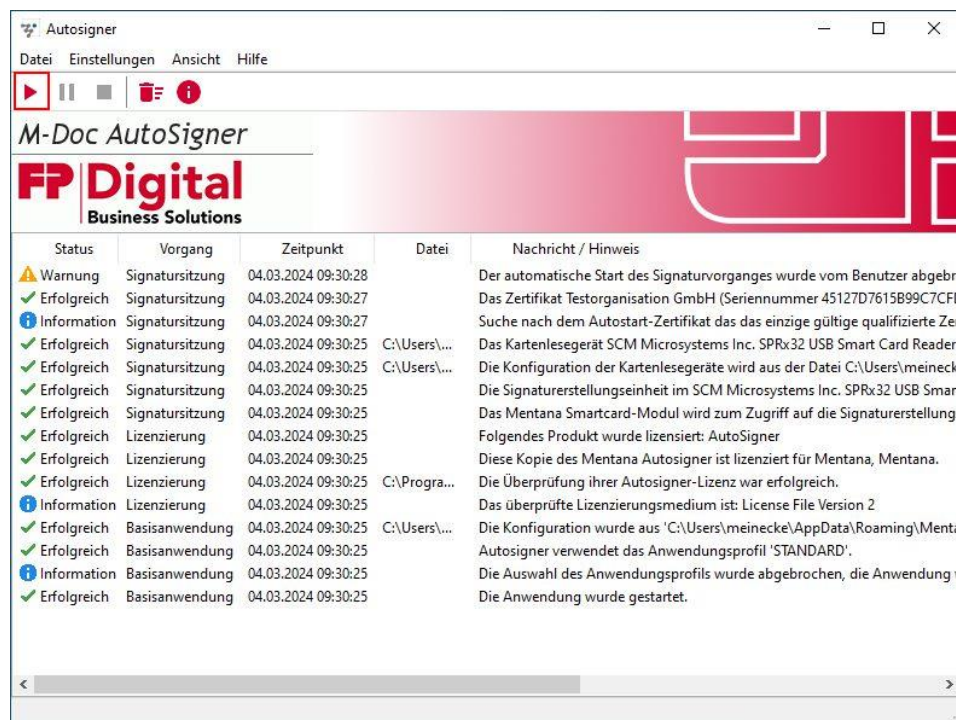 Autosigner
Datei Einstellungen Ansicht Hilfe
M-Doc AutoSigner
FP Digital
Business Solutions
Status Vorgang Zeitpunkt Datei Nachricht / Hinweis
Warnung Signatursitzung 04.03.2024 09:30:28 Der automatische Start des Signaturvorganges wurde vom Benutzer abgebr
Erfolgreich Signatursitzung 04.03.2024 09:30:27 Das Zertifikat Testorganisation GmbH (Seriennummer 45127D7615B99C7CFI
Information Signatursitzung 04.03.2024 09:30:27 Suche nach dem Autostart-Zertifikat das das einzige gültige qualifizierte Ze
Erfolgreich Signatursitzung 04.03.2024 09:30:25 C:\Users\... Das Kartenlesegerät SCM Microsystems Inc. SPRx32 USB Smart Card Reader
Erfolgreich Signatursitzung 04.03.2024 09:30:25 C:\Users\... Die Konfiguration der Kartenlesegeräte wird aus der Datei C:\Users\meineck
Erfolgreich Signatursitzung 04.03.2024 09:30:25 Die Signaturerstellungseinheit im SCM Microsystems Inc. SPRx32 USB Smar
Erfolgreich Signatursitzung 04.03.2024 09:30:25 Das Mentana Smartcard-Modul wird zum Zugriff auf die Signaturerstellung
Erfolgreich Lizenzierung 04.03.2024 09:30:25 Folgendes Produkt wurde lizensiert: AutoSigner
Erfolgreich Lizenzierung 04.03.2024 09:30:25 Diese Kopie des Mentana Autosigner ist lizenziert für Mentana, Mentana.
Erfolgreich Lizenzierung 04.03.2024 09:30:25 C:\Progra... Die Überprüfung ihrer Autosigner-Lizenz war erfolgreich.
Information Lizenzierung 04.03.2024 09:30:25 Das überprüfte Lizenzierungsmedium ist: License File Version 2
Erfolgreich Basisanwendung 04.03.2024 09:30:25 C:\Users\... Die Konfiguration wurde aus 'C:\Users\meinecke\AppData\Roaming\Menta
Erfolgreich Basisanwendung 04.03.2024 09:30:25 Autosigner verwendet das Anwendungsprofil 'STANDARD'.
Information Basisanwendung 04.03.2024 09:30:25 Die Auswahl des Anwendungsprofils wurde abgebrochen, die Anwendung
Erfolgreich Basisanwendung 04.03.2024 09:30:25 Die Anwendung wurde gestartet.